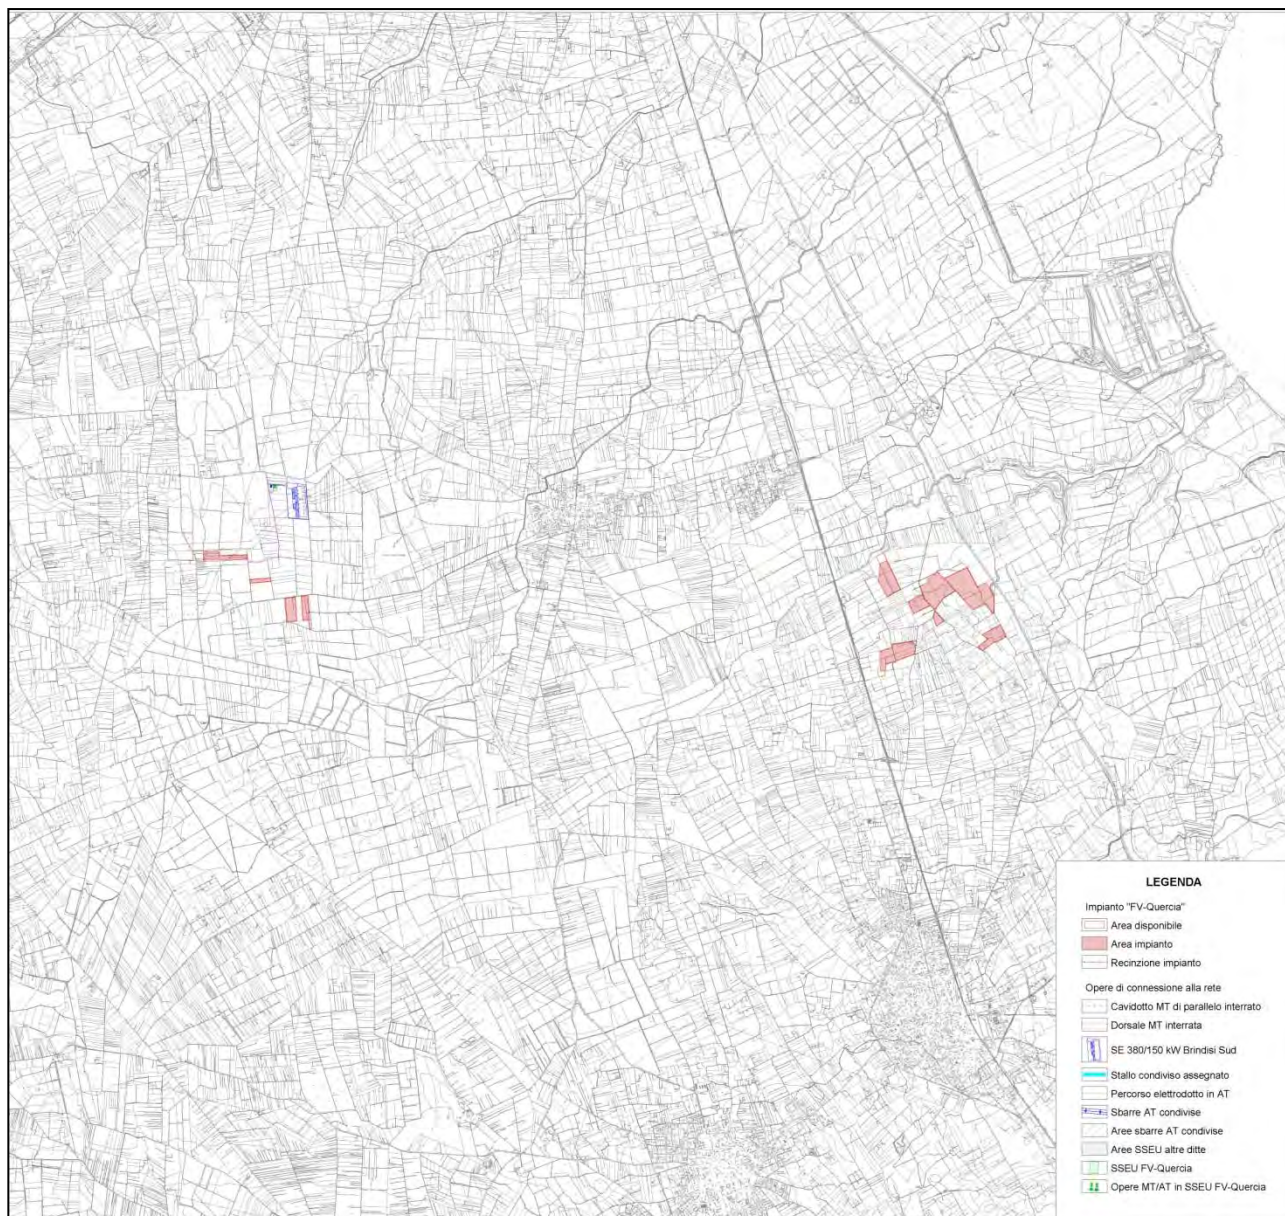 LEGENDA
Impianto "FV-Quercia"
Area disponibile
Area impianto
Recinzione impianto
Opere di connessione alla rete
Cavidotto MT di parallelo interrato
Dorsale MT interrata
SE 380/150 kW Brindisi Sud
Stallo condiviso assegnato
Percorso elettrodotto in AT
Sbarre AT condivise
Aree sbarre AT condivise
Aree SSEU altre ditte
SSEU FV-Quercia
Opere MT/AT in SSEU FV-Quercia